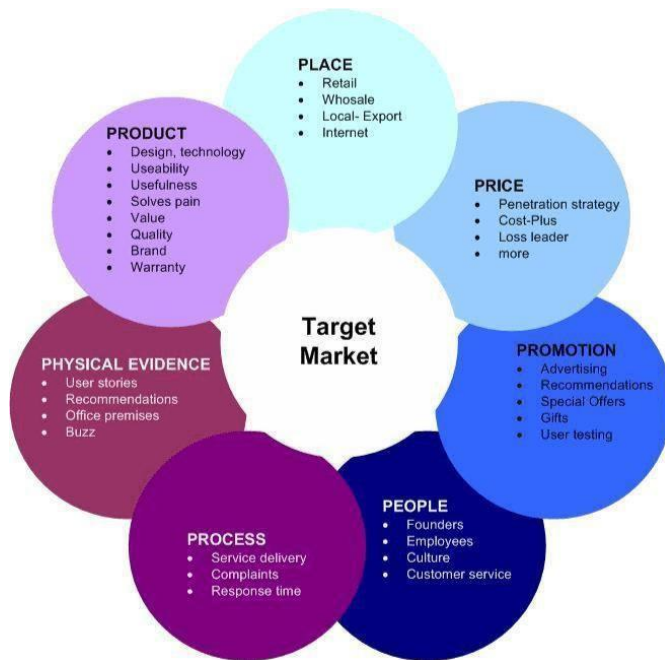 PLACE
• Retail
• Whosale
• Local- Export
• Internet
PRODUCT
• Design, technology
• Useability
• Usefulness
• Solves pain
• Value
• Quality
• Brand
• Warranty
PRICE
• Penetration strategy
• Cost-Plus
• Loss leader
• more
Target
Market
PHYSICAL EVIDENCE
• User stories
• Recommendations
• Office premises
• Buzz
PROMOTION
• Advertising
• Recommendations
• Special Offers
• Gifts
• User testing
PROCESS
• Service delivery
• Complaints
• Response time
PEOPLE
• Founders
• Employees
• Culture
• Customer service